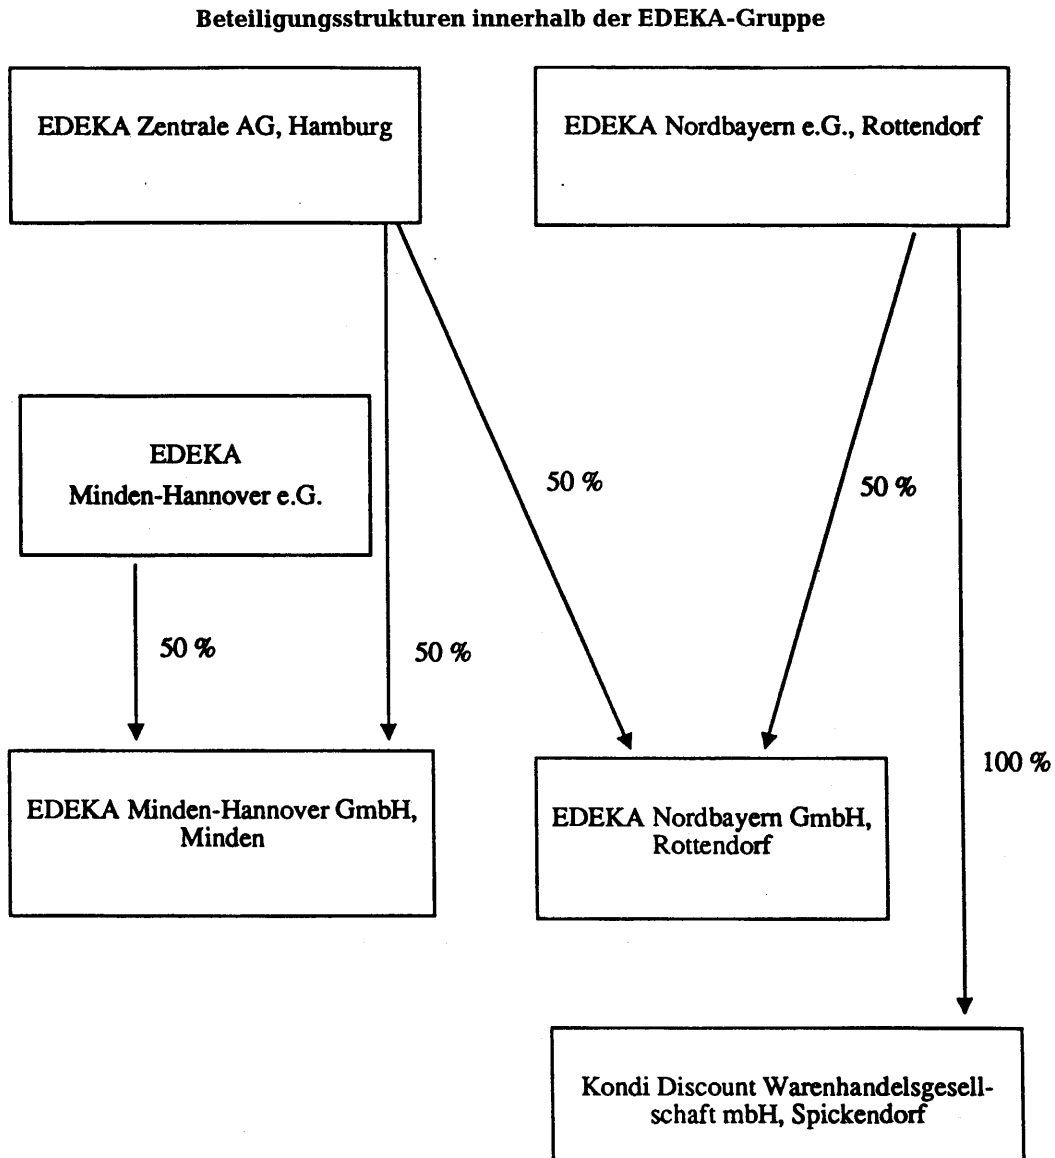 Beteiligungsstrukturen innerhalb der EDEKA-Gruppe
EDEKA Zentrale AG, Hamburg
EDEKA Nordbayern e.G., Rottendorf
EDEKA
Minden-Hannover e.G.
50 %
50 %
50 %
50 %
100 %
EDEKA Minden-Hannover GmbH,
Minden
EDEKA Nordbayern GmbH,
Rottendorf
Kondi Discount Warenhandelsgesell-
schaft mbH, Spickendorf